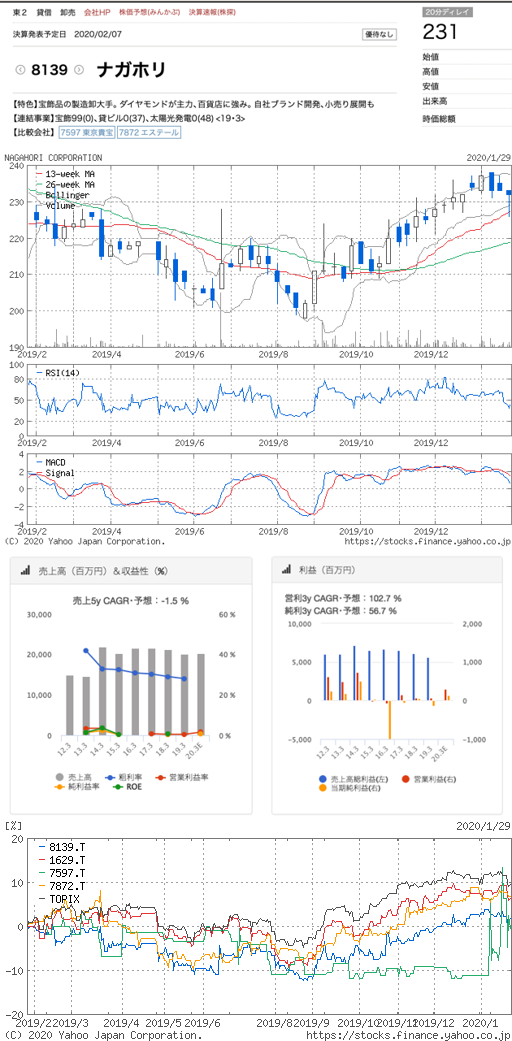 東2 貸借 卸売 会社HP 株価予想(みんかぶ) 決算速報(株探)
20分ディレイ
231
決算発表予定日 2020/02/07
優待なし
始値
高値
安値
出来高
時価総額
8139 ナガホリ
【特色】宝飾品の製造卸大手。ダイヤモンドが主力、百貨店に強み。自社ブランド開発、小売り展開も
【連結事業】宝飾99(0)、貸ビル0(37)、太陽光発電0(48) <19・3>
【比較会社】 7597 東京貴宝 7872 エステール
NAGAHORI CORPORATION 2020/1/29
240
13-week MA
26-week MA
Bollinger
Volume
230
220
210
200
190
2019/2 2019/4 2019/6 2019/8 2019/10 2019/12
100
RSI(14)
80
50
20
0
2019/2 2019/4 2019/6 2019/8 2019/10 2019/12
4
MACD
Signal
2
0
-2
-4
2019/2 2019/4 2019/6 2019/8 2019/10 2019/12
(C) 2020 Yahoo Japan Corporation. https://stocks.finance.yahoo.co.jp/
売上高（百万円）＆収益性（%）
売上5y CAGR・予想：-1.5 %
30,000 60 %
20,000 40 %
10,000 20 %
0 0 %
12.3 13.3 14.3 15.3 16.3 17.3 18.3 19.3 20.3E
売上高 粗利率 営業利益率
純利益率 ROE
利益（百万円）
営利3y CAGR・予想：102.7 %
純利3y CAGR・予想：56.7 %
10,000 2,000
5,000 1,000
0 0
-5,000 -1,000
12.3 13.3 14.3 15.3 16.3 17.3 18.3 19.3 20.3E
売上高総利益(左) 営業利益(右)
当期純利益(右)
[%] 2020/1/29
20
8139.T
1629.T
7597.T
7872.T
TOPIX
10
0
-10
-20
2019/2 2019/3 2019/4 2019/5 2019/6 2019/8 2019/9 2019/10 2019/11 2019/12 2020/1
(C) 2020 Yahoo Japan Corporation. https://stocks.finance.yahoo.co.jp/